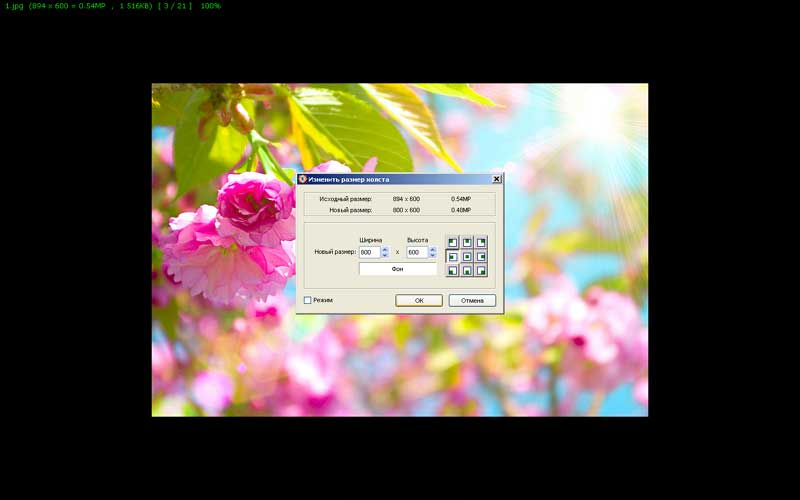 1.jpg (894 x 600 = 0.54MP , 1 516KB) [ 3 / 21 ] 100%
Изменить размер холста
Исходный размер: 894 x 600 0.54MP
Новый размер: 800 x 600 0.48MP
Ширина Высота
Новый размер: 800 x 600
Фон
Режим OK Отмена